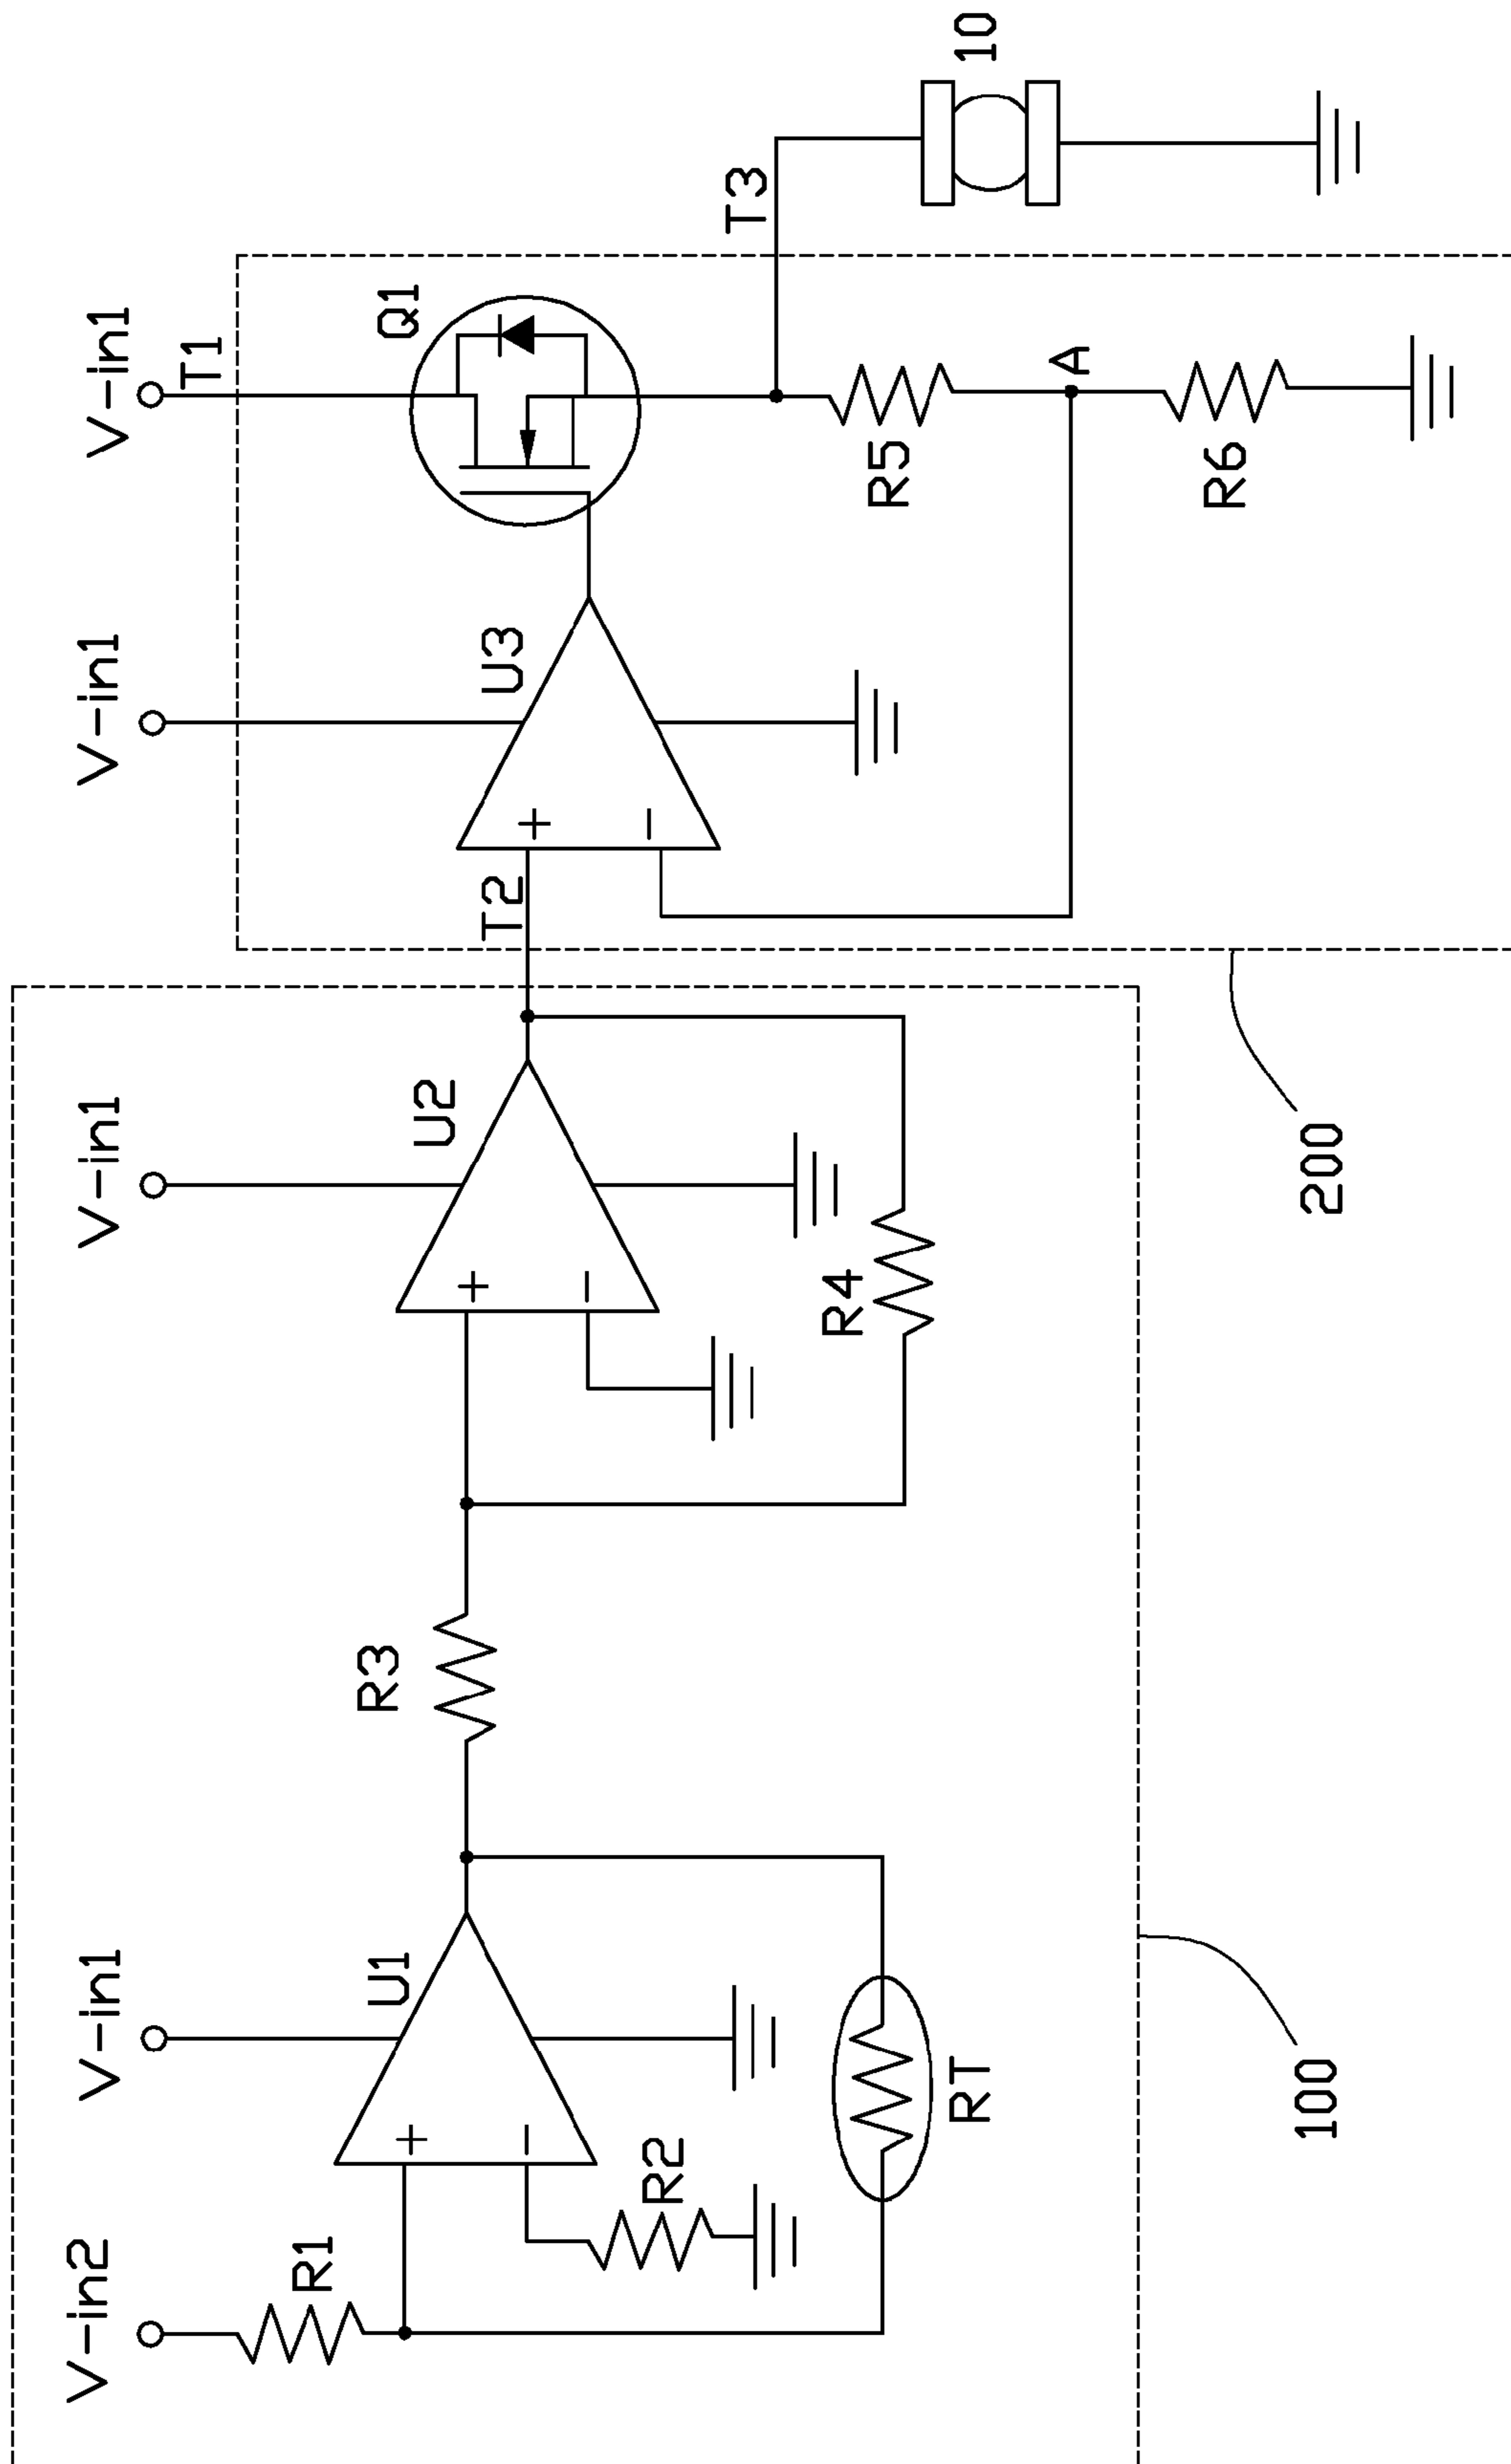 V-in1
T1
Q1
T3
10
V-in1
U3
+
−
T2
R5
A
R6
V-in1
U2
+
−
R4
200
R3
V-in1
U1
+
−
RT
100
V-in2
R1
R2